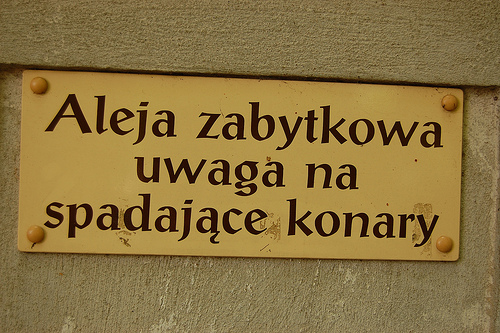 Aleja zabytkowa
uwaga na
spadające konary